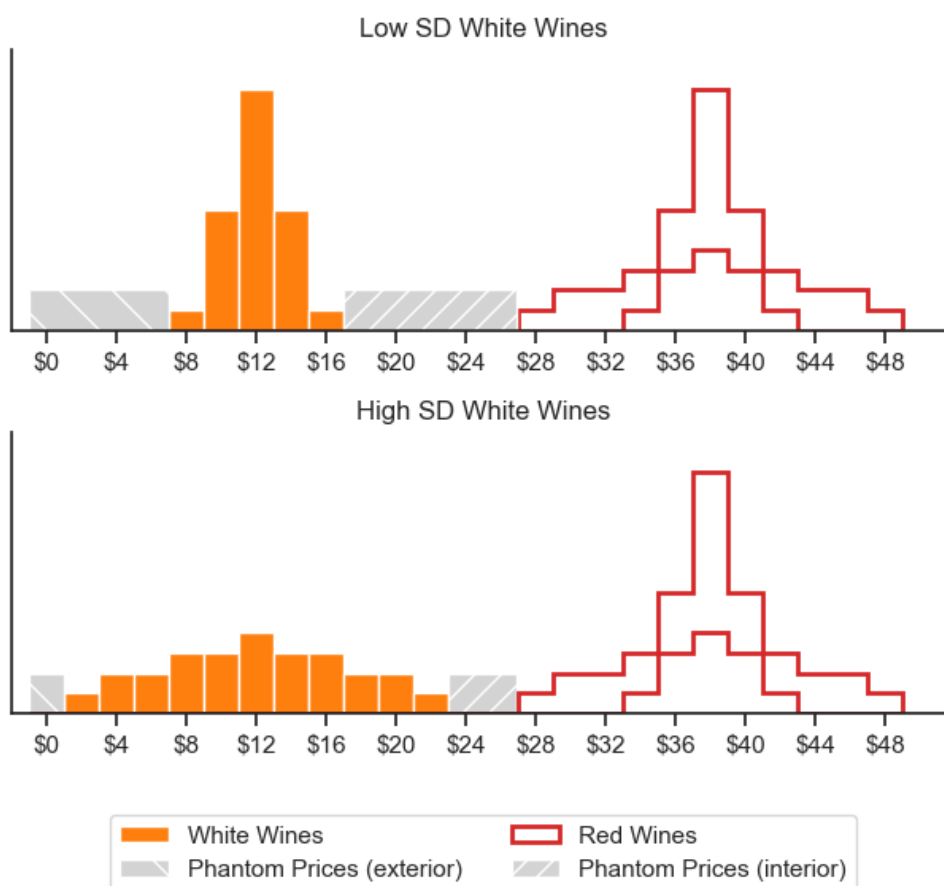 Low SD White Wines
$0 $4 $8 $12 $16 $20 $24 $28 $32 $36 $40 $44 $48
High SD White Wines
$0 $4 $8 $12 $16 $20 $24 $28 $32 $36 $40 $44 $48
White Wines Red Wines
Phantom Prices (exterior) Phantom Prices (interior)